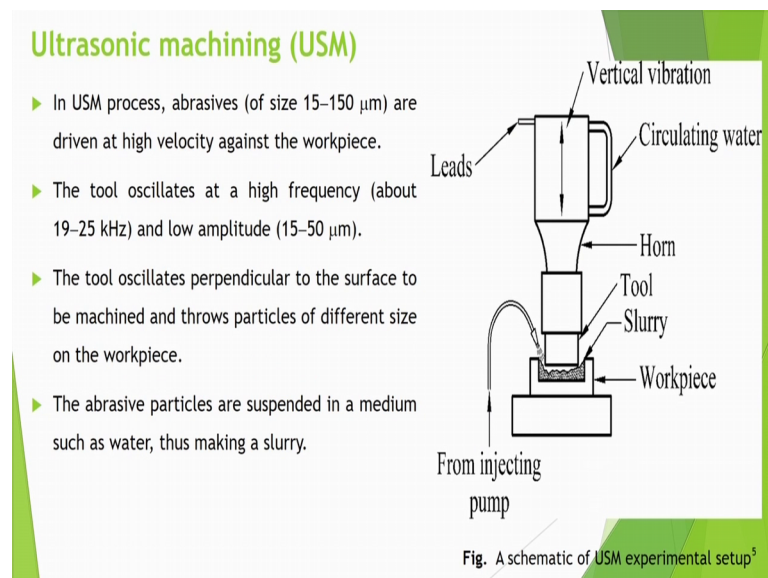 Ultrasonic machining (USM)
In USM process, abrasives (of size 15–150 μm) are
driven at high velocity against the workpiece.
The tool oscillates at a high frequency (about
19–25 kHz) and low amplitude (15–50 μm).
The tool oscillates perpendicular to the surface to
be machined and throws particles of different size
on the workpiece.
The abrasive particles are suspended in a medium
such as water, thus making a slurry.
Vertical vibration
Circulating water
Leads
Horn
Tool
Slurry
Workpiece
From injecting
pump
Fig. A schematic of USM experimental setup⁵